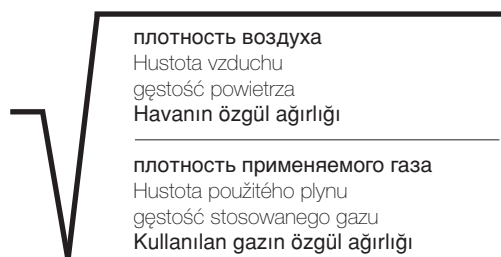 плотность воздуха
Hustota vzduchu
gęstość powietrza
Havanın özgül ağırlığı
плотность применяемого газа
Hustota použitého plynu
gęstość stosowanego gazu
Kullanılan gazın özgül ağırlığı